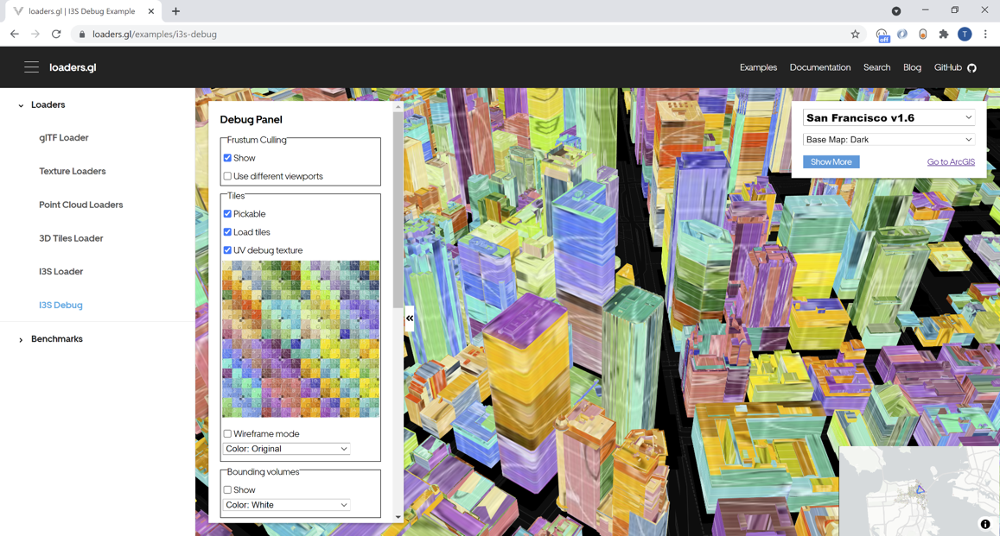 loaders.gl | I3S Debug Example
loaders.gl/examples/i3s-debug
off
T
loaders.gl
Examples
Documentation
Search
Blog
GitHub
Loaders
glTF Loader
Texture Loaders
Point Cloud Loaders
3D Tiles Loader
I3S Loader
I3S Debug
Benchmarks
Debug Panel
Frustum Culling
Show
Use different viewports
Tiles
Pickable
Load tiles
UV debug texture
Wireframe mode
Color: Original
Bounding volumes
Show
Color: White
San Francisco v1.6
Base Map: Dark
Show More
Go to ArcGIS